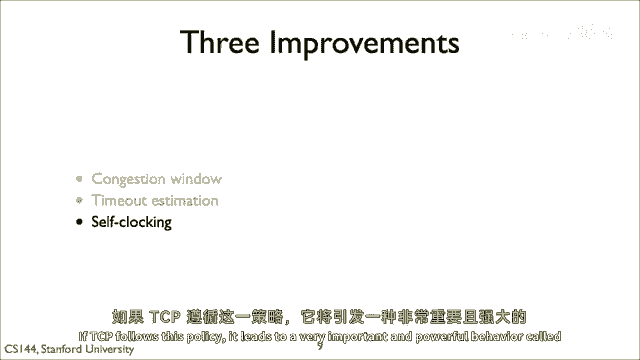 Three Improvements
Congestion window
Timeout estimation
Self-clocking
如果 TCP 遵循这一策略，它将引发一种非常重要且强大的
If TCP follows this policy, it leads to a very important and powerful behavior called
CS144, Stanford University
9